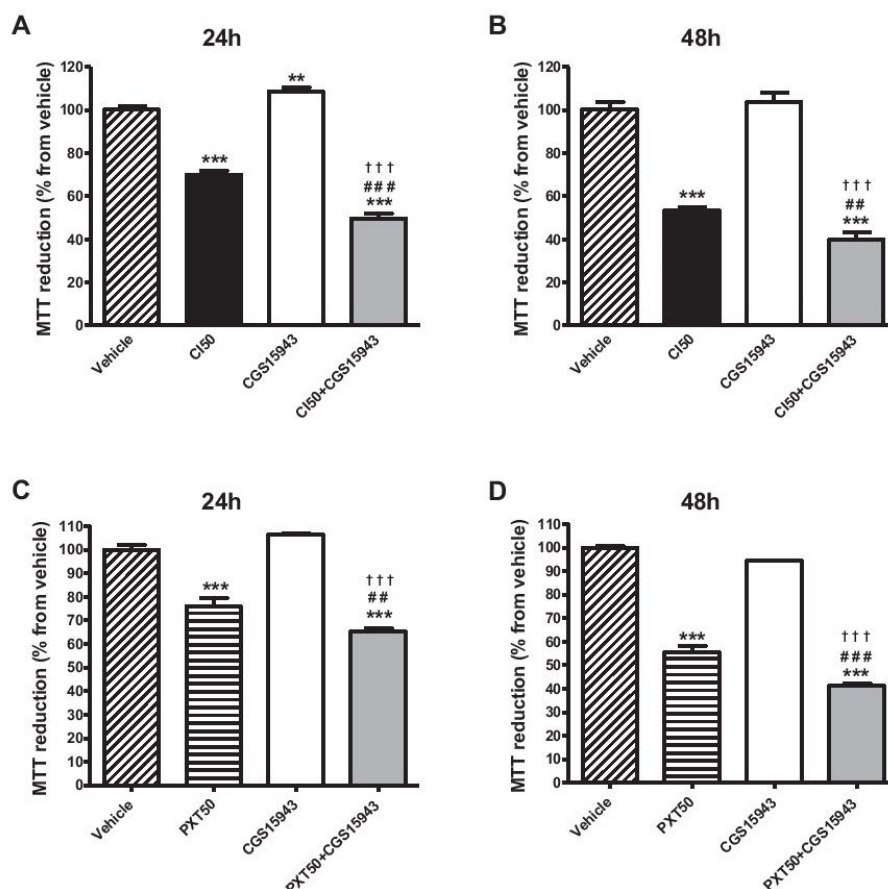 A
24h
MTT reduction (% from vehicle)
120
100
80
60
40
20
0
**
***
†††
###
***
Vehicle
CI50
CGS15943
CI50+CGS15943
B
48h
MTT reduction (% from vehicle)
120
100
80
60
40
20
0
***
†††
##
***
Vehicle
CI50
CGS15943
CI50+CGS15943
C
24h
MTT reduction (% from vehicle)
110
100
90
80
70
60
50
40
30
20
10
0
***
†††
##
***
Vehicle
PXT50
CGS15943
PXT50+CGS15943
D
48h
MTT reduction (% from vehicle)
110
100
90
80
70
60
50
40
30
20
10
0
***
†††
###
***
Vehicle
PXT50
CGS15943
PXT50+CGS15943